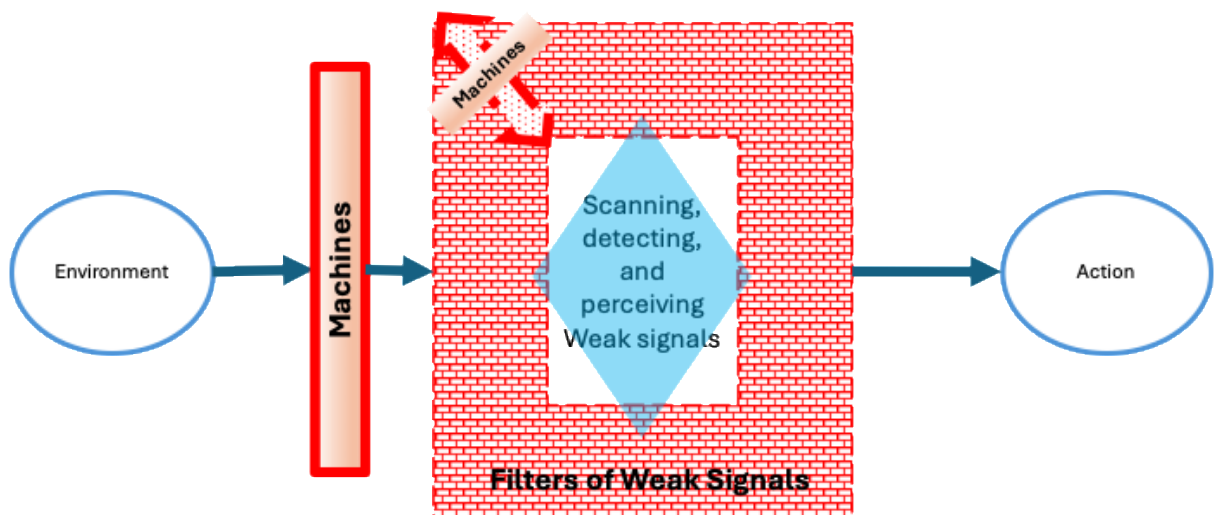 Environment
Machines
Machines
Scanning,
detecting,
and
perceiving
Weak signals
Filters of Weak Signals
Action